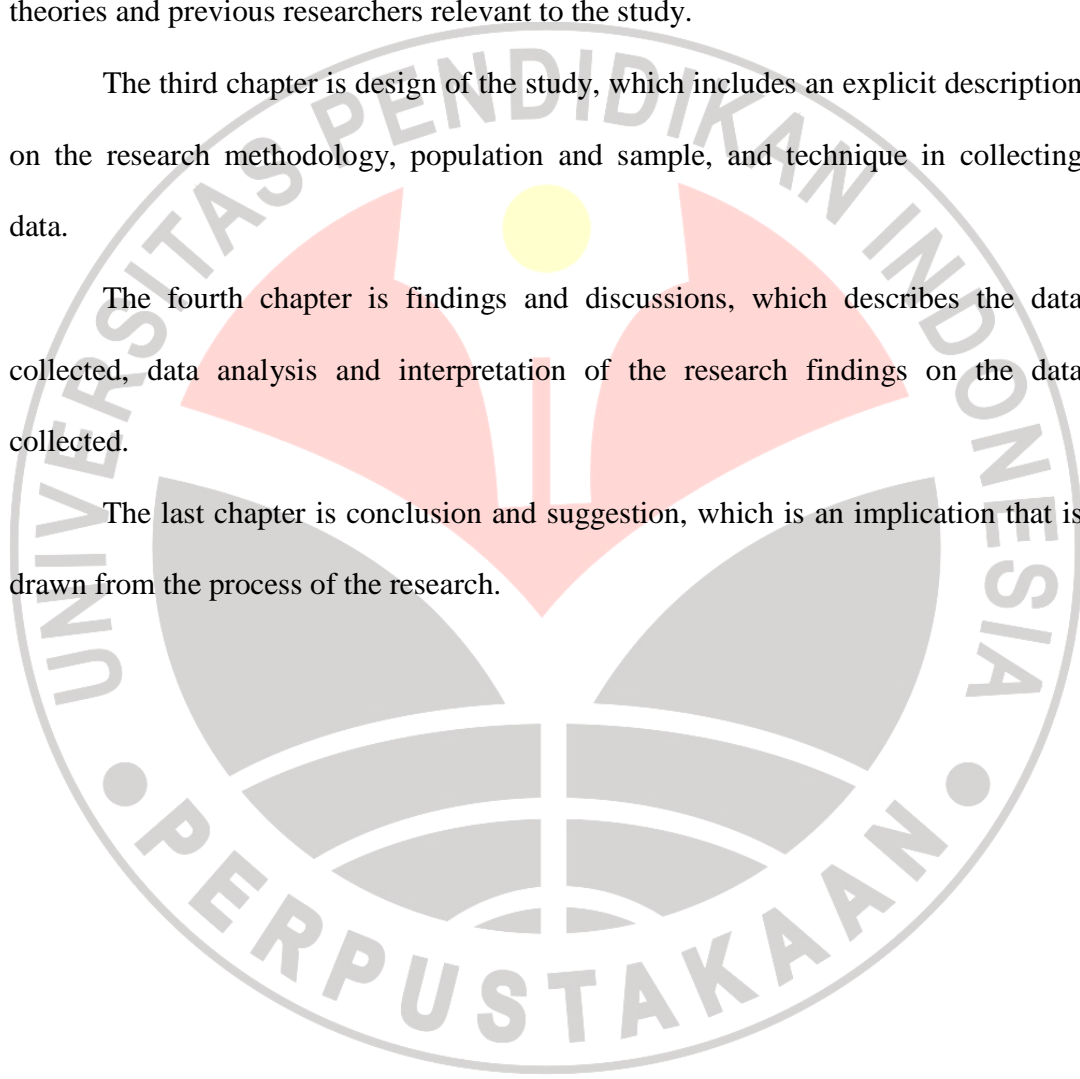 theories and previous researchers relevant to the study.
The third chapter is design of the study, which includes an explicit description
on the research methodology, population and sample, and technique in collecting
data.
The fourth chapter is findings and discussions, which describes the data
collected, data analysis and interpretation of the research findings on the data
collected.
The last chapter is conclusion and suggestion, which is an implication that is
drawn from the process of the research.
UNIVERSITAS PENDIDIKAN INDONESIA
PERPUSTAKAAN